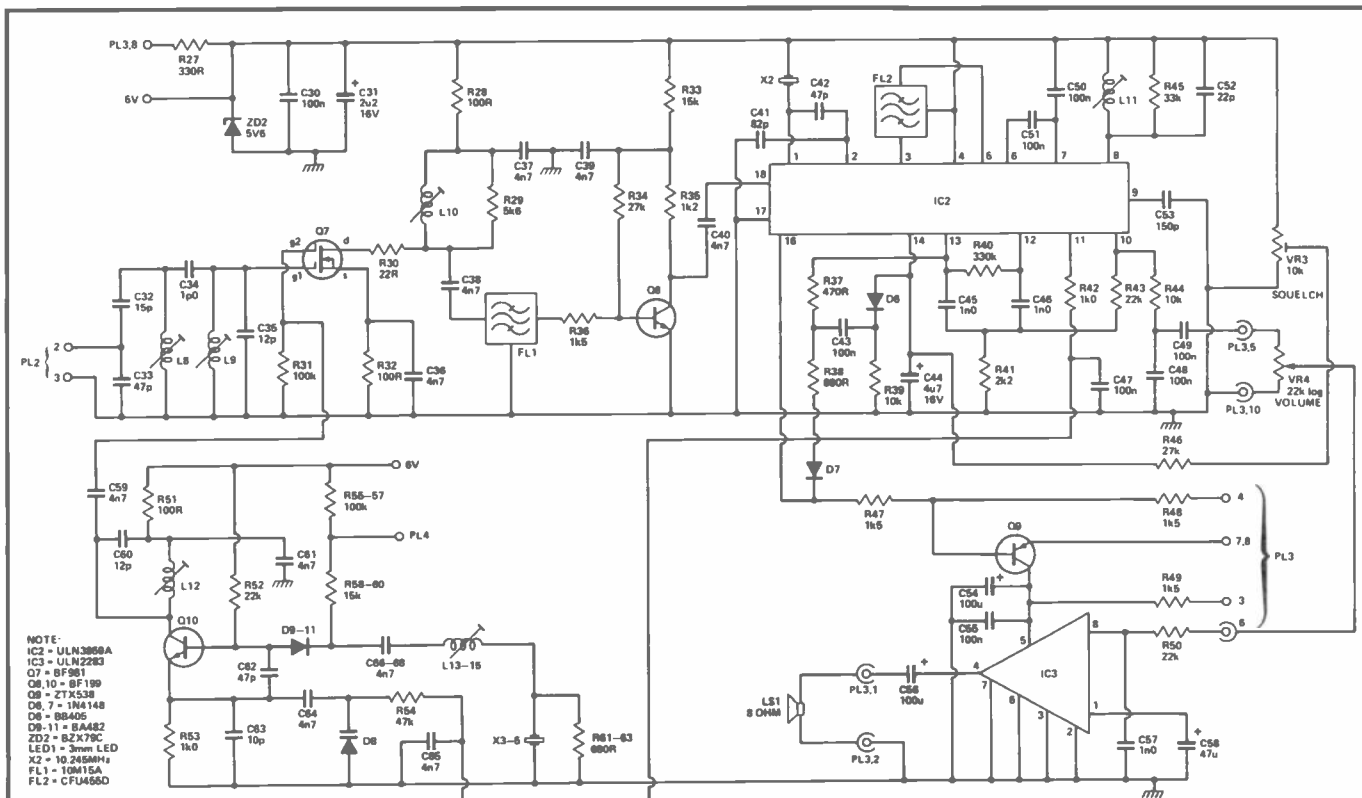 PL3,8
R27
330R
6V
ZD2
5V6
C30
100n
C31
2u2
16V
+
R28
100R
C37
4n7
C39
4n7
R33
15k
L10
R29
5k6
R34
27k
R35
1k2
C40
4n7
Q7
g2
d
g1
s
R30
22R
C38
4n7
FL1
R36
1k5
Q8
C34
1p0
C32
15p
C33
47p
PL2
2
3
L8
L9
C35
12p
R31
100k
R32
100R
C36
4n7
X2
C42
47p
C41
82p
FL2
C50
100n
C51
100n
L11
R45
33k
C52
22p
1
2
3
4
5
6
7
8
18
17
IC2
9
16
14
13
12
11
10
C53
150p
VR3
10k
SQUELCH
R37
470R
D6
R40
330k
C45
1n0
C46
1n0
R42
1k0
R43
22k
R44
10k
C43
100n
R38
680R
R39
10k
C44
4u7
16V
+
R41
2k2
C47
100n
C48
100n
C49
100n
PL3,5
VR4
22k log
VOLUME
PL3,10
R46
27k
D7
R47
1k5
R48
1k5
4
Q9
7,8
PL3
R49
1k5
3
C54
100u
+
C55
100n
R50
22k
6
5
8
IC3
4
7
6
3
2
1
LS1
8 OHM
PL3,1
C56
100u
+
PL3,2
C57
1n0
C58
47u
+
C59
4n7
R51
100R
6V
R55-57
100k
PL4
C60
12p
L12
C61
4n7
R52
22k
R58-60
15k
Q10
D9-11
C66-68
4n7
L13-15
C62
47p
C64
4n7
R54
47k
R53
1k0
C63
10p
D8
C65
4n7
X3-5
R61-63
680R
NOTE-
IC2 = ULN3859A
IC3 = ULN2283
Q7 = BF981
Q8,10 = BF199
Q9 = ZTX538
D6, 7 = 1N4148
D8 = BB405
D9-11 = BA482
ZD2 = BZX79C
LED1 = 3mm LED
X2 = 10.245MHz
FL1 = 10M15A
FL2 = CFU455D